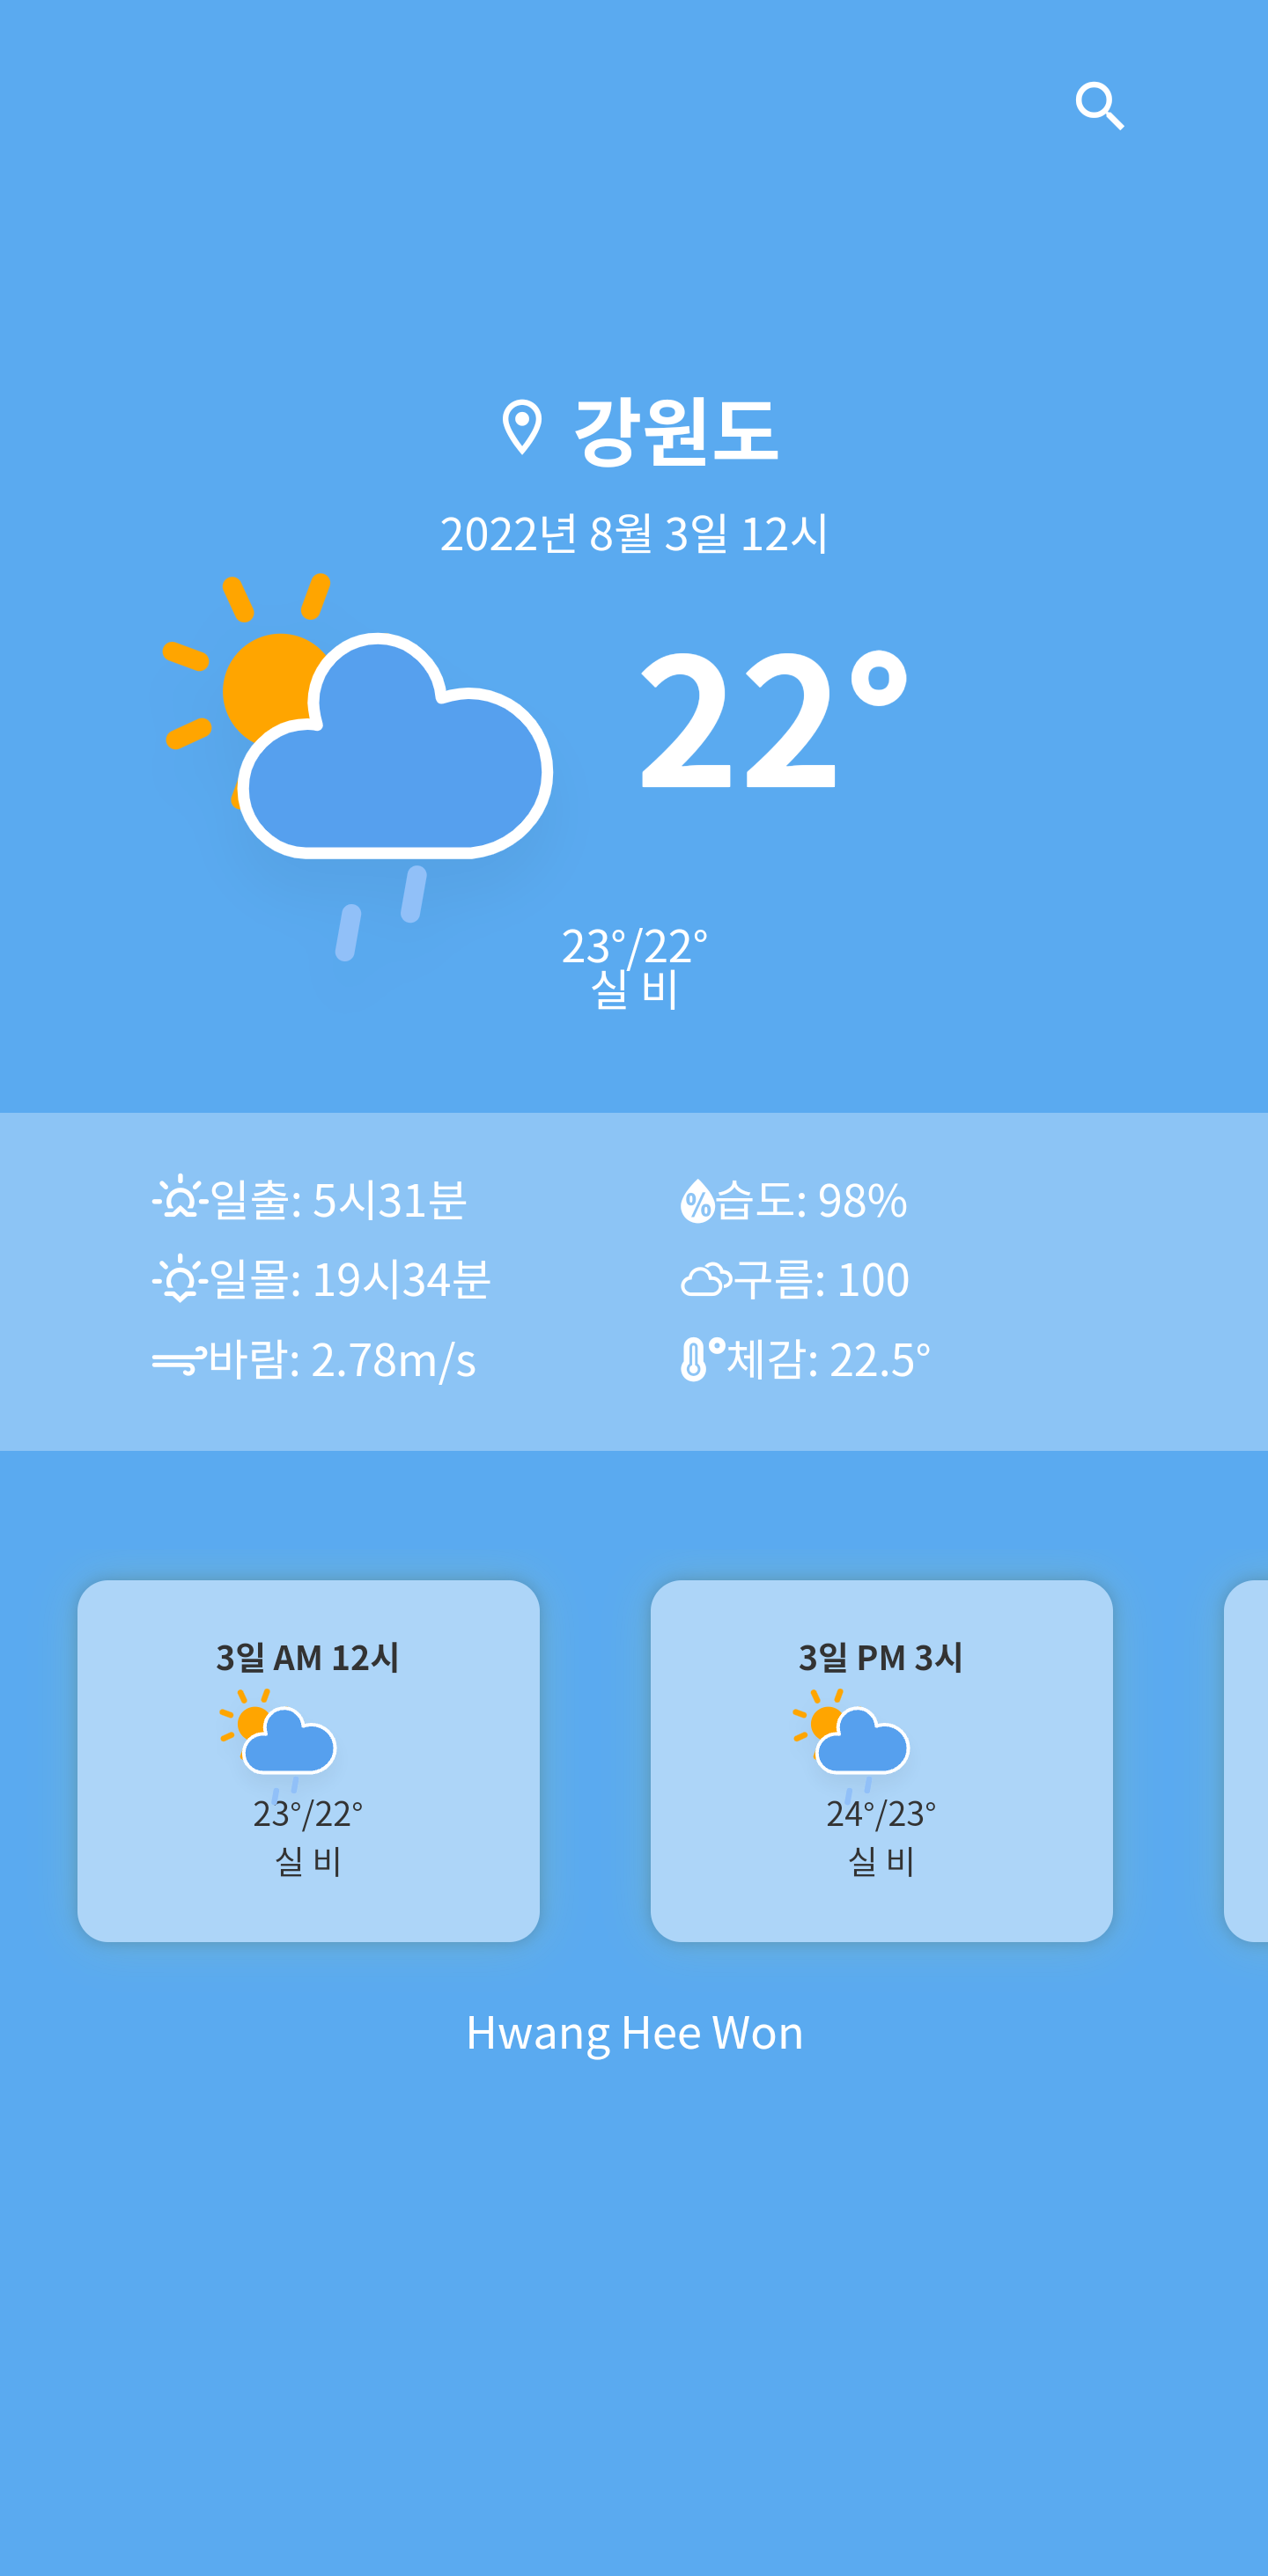 강원도
2022년 8월 3일 12시
22°
23°/22°
실 비
일출: 5시31분
% 습도: 98%
일몰: 19시34분
구름: 100
바람: 2.78m/s
체감: 22.5°
3일 AM 12시
23°/22°
실 비
3일 PM 3시
24°/23°
실 비
Hwang Hee Won